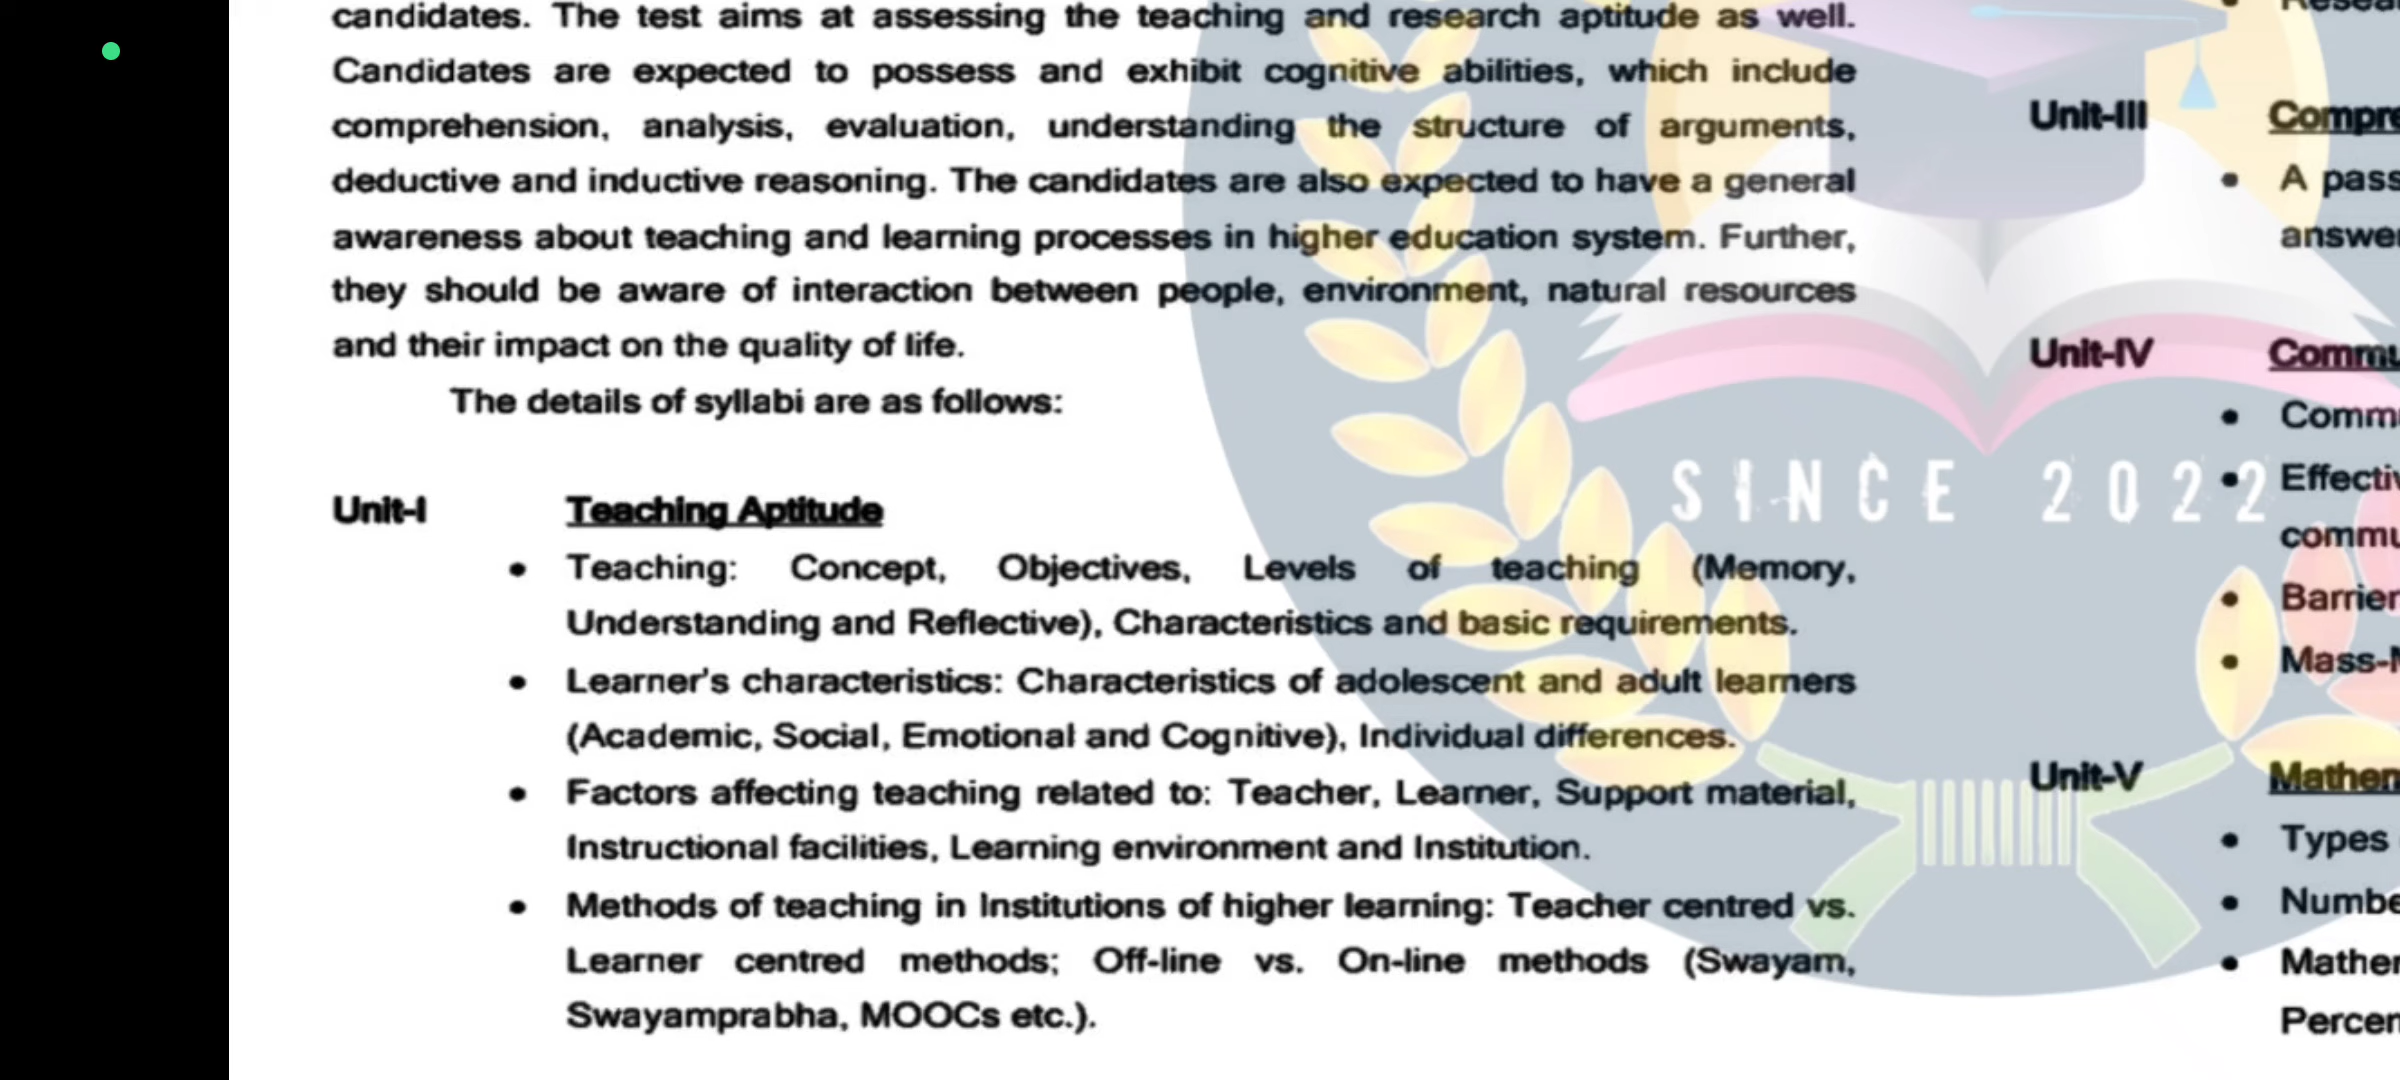 candidates. The test aims at assessing the teaching and research aptitude as well.
Candidates are expected to possess and exhibit cognitive abilities, which include
comprehension, analysis, evaluation, understanding the structure of arguments,
deductive and inductive reasoning. The candidates are also expected to have a general
awareness about teaching and learning processes in higher education system. Further,
they should be aware of interaction between people, environment, natural resources
and their impact on the quality of life.
The details of syllabi are as follows:
Unit-I Teaching Aptitude
• Teaching: Concept, Objectives, Levels of teaching (Memory,
Understanding and Reflective), Characteristics and basic requirements.
• Learner's characteristics: Characteristics of adolescent and adult learners
(Academic, Social, Emotional and Cognitive), Individual differences.
• Factors affecting teaching related to: Teacher, Learner, Support material,
Instructional facilities, Learning environment and Institution.
• Methods of teaching in Institutions of higher learning: Teacher centred vs.
Learner centred methods; Off-line vs. On-line methods (Swayam,
Swayamprabha, MOOCs etc.).
Unit-III
• A
Unit-IV
SINCE 2022
Unit-V
• Types